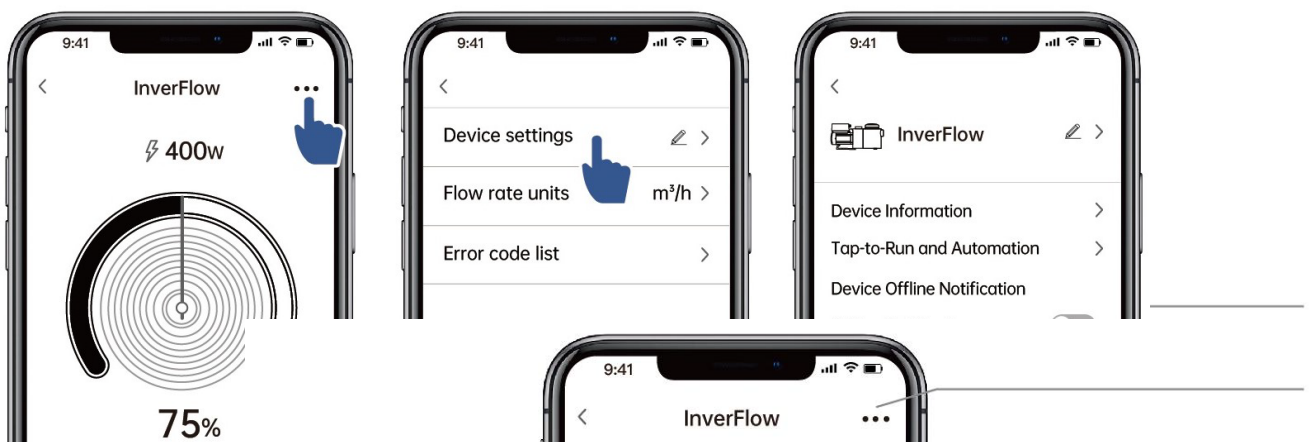 9:41
InverFlow
400W
75%
9:41
Device settings
Flow rate units m³/h
Error code list
9:41
InverFlow
Device Information
Tap-to-Run and Automation
Device Offline Notification
9:41
InverFlow